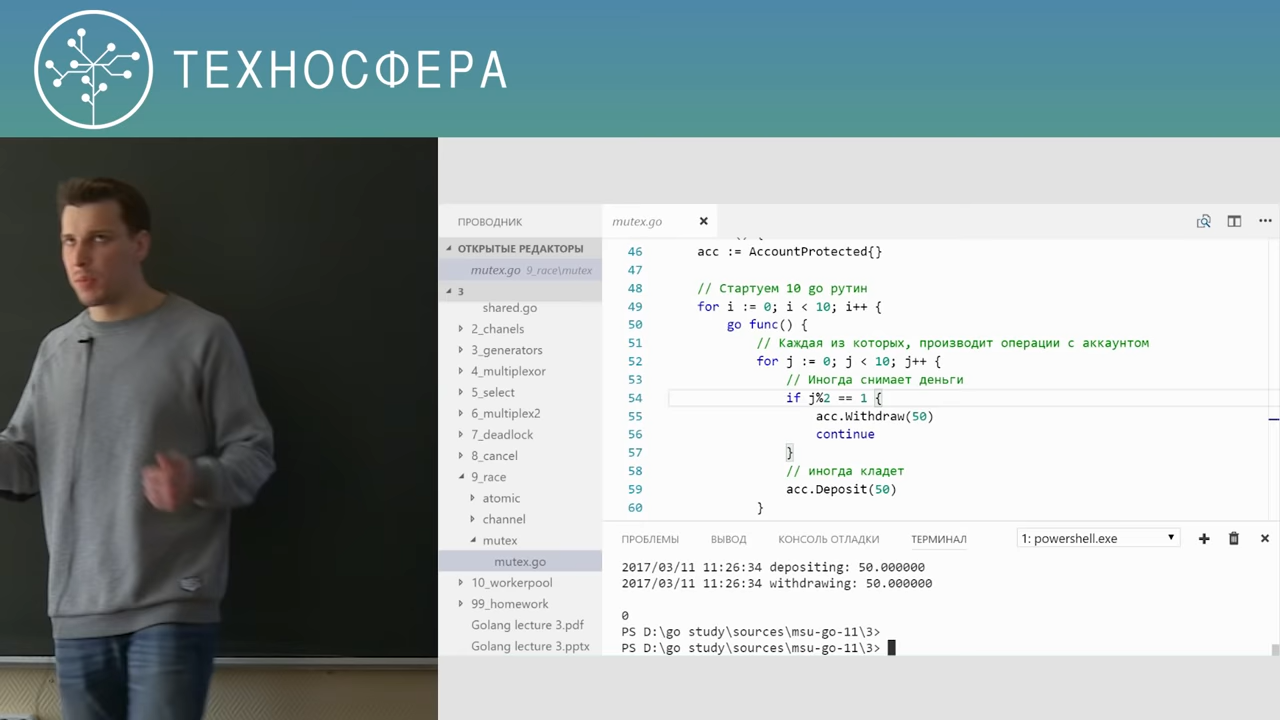 ТЕХНОСФЕРА
ПРОВОДНИК
ОТКРЫТЫЕ РЕДАКТОРЫ
mutex.go 9_race\mutex
3
shared.go
2_chanels
3_generators
4_multiplexor
5_select
6_multiplex2
7_deadlock
8_cancel
9_race
atomic
channel
mutex
mutex.go
10_workerpool
99_homework
Golang lecture 3.pdf
Golang lecture 3.pptx
mutex.go
46 acc := AccountProtected{}
47
48 // Стартуем 10 go рутин
49 for i := 0; i < 10; i++ {
50 go func() {
51 // Каждая из которых, производит операции с аккаунтом
52 for j := 0; j < 10; j++ {
53 // Иногда снимает деньги
54 if j%2 == 1 {
55 acc.Withdraw(50)
56 continue
57 }
58 // иногда кладет
59 acc.Deposit(50)
60 }
ПРОБЛЕМЫ ВЫВОД КОНСОЛЬ ОТЛАДКИ ТЕРМИНАЛ 1: powershell.exe
2017/03/11 11:26:34 depositing: 50.000000
2017/03/11 11:26:34 withdrawing: 50.000000
0
PS D:\go study\sources\msu-go-11\3>
PS D:\go study\sources\msu-go-11\3>